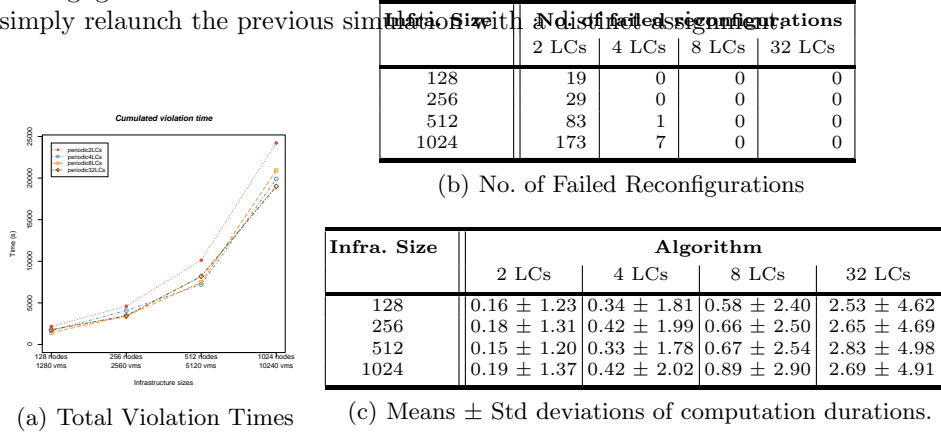 simply relaunch the previous simulation with a distinct assignment.
Infra. Size No. of failed reconfigurations
2 LCs 4 LCs 8 LCs 32 LCs
128 19 0 0 0
256 29 0 0 0
512 83 1 0 0
1024 173 7 0 0
(b) No. of Failed Reconfigurations
Cumulated violation time
periodic2LCs
periodic4LCs
periodic8LCs
periodic32LCs
Time (s)
25000
20000
15000
10000
5000
0
128 nodes 256 nodes 512 nodes 1024 nodes
1280 vms 2560 vms 5120 vms 10240 vms
Infrastructure sizes
(a) Total Violation Times
Infra. Size Algorithm
2 LCs 4 LCs 8 LCs 32 LCs
128 0.16 ± 1.23 0.34 ± 1.81 0.58 ± 2.40 2.53 ± 4.62
256 0.18 ± 1.31 0.42 ± 1.99 0.66 ± 2.50 2.65 ± 4.69
512 0.15 ± 1.20 0.33 ± 1.78 0.67 ± 2.54 2.83 ± 4.98
1024 0.19 ± 1.37 0.42 ± 2.02 0.89 ± 2.90 2.69 ± 4.91
(c) Means ± Std deviations of computation durations.